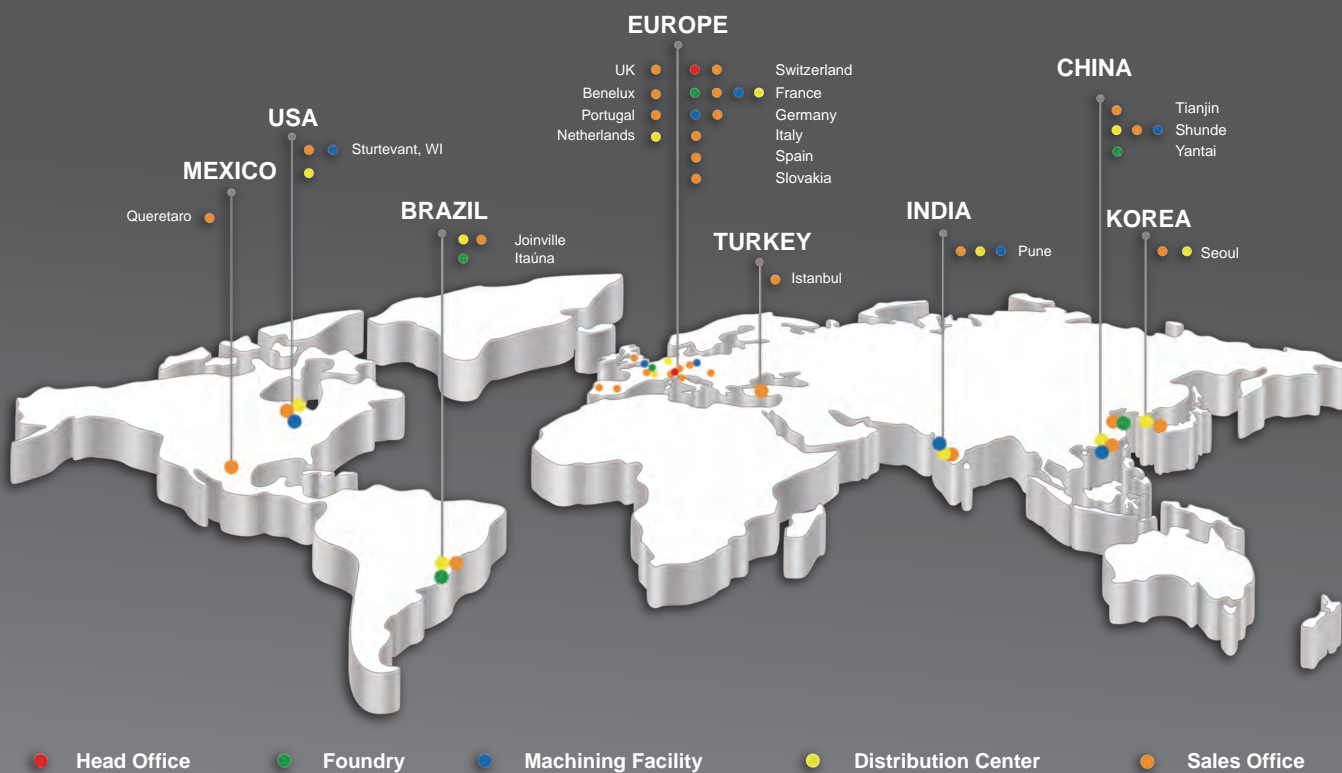 EUROPE
UK
Switzerland
Benelux
France
Portugal
Germany
Netherlands
Italy
Spain
Slovakia
CHINA
Tianjin
Shunde
Yantai
USA
Sturtevant, WI
MEXICO
Queretaro
BRAZIL
Joinville
Itaúna
TURKEY
Istanbul
INDIA
Pune
KOREA
Seoul
Head Office
Foundry
Machining Facility
Distribution Center
Sales Office